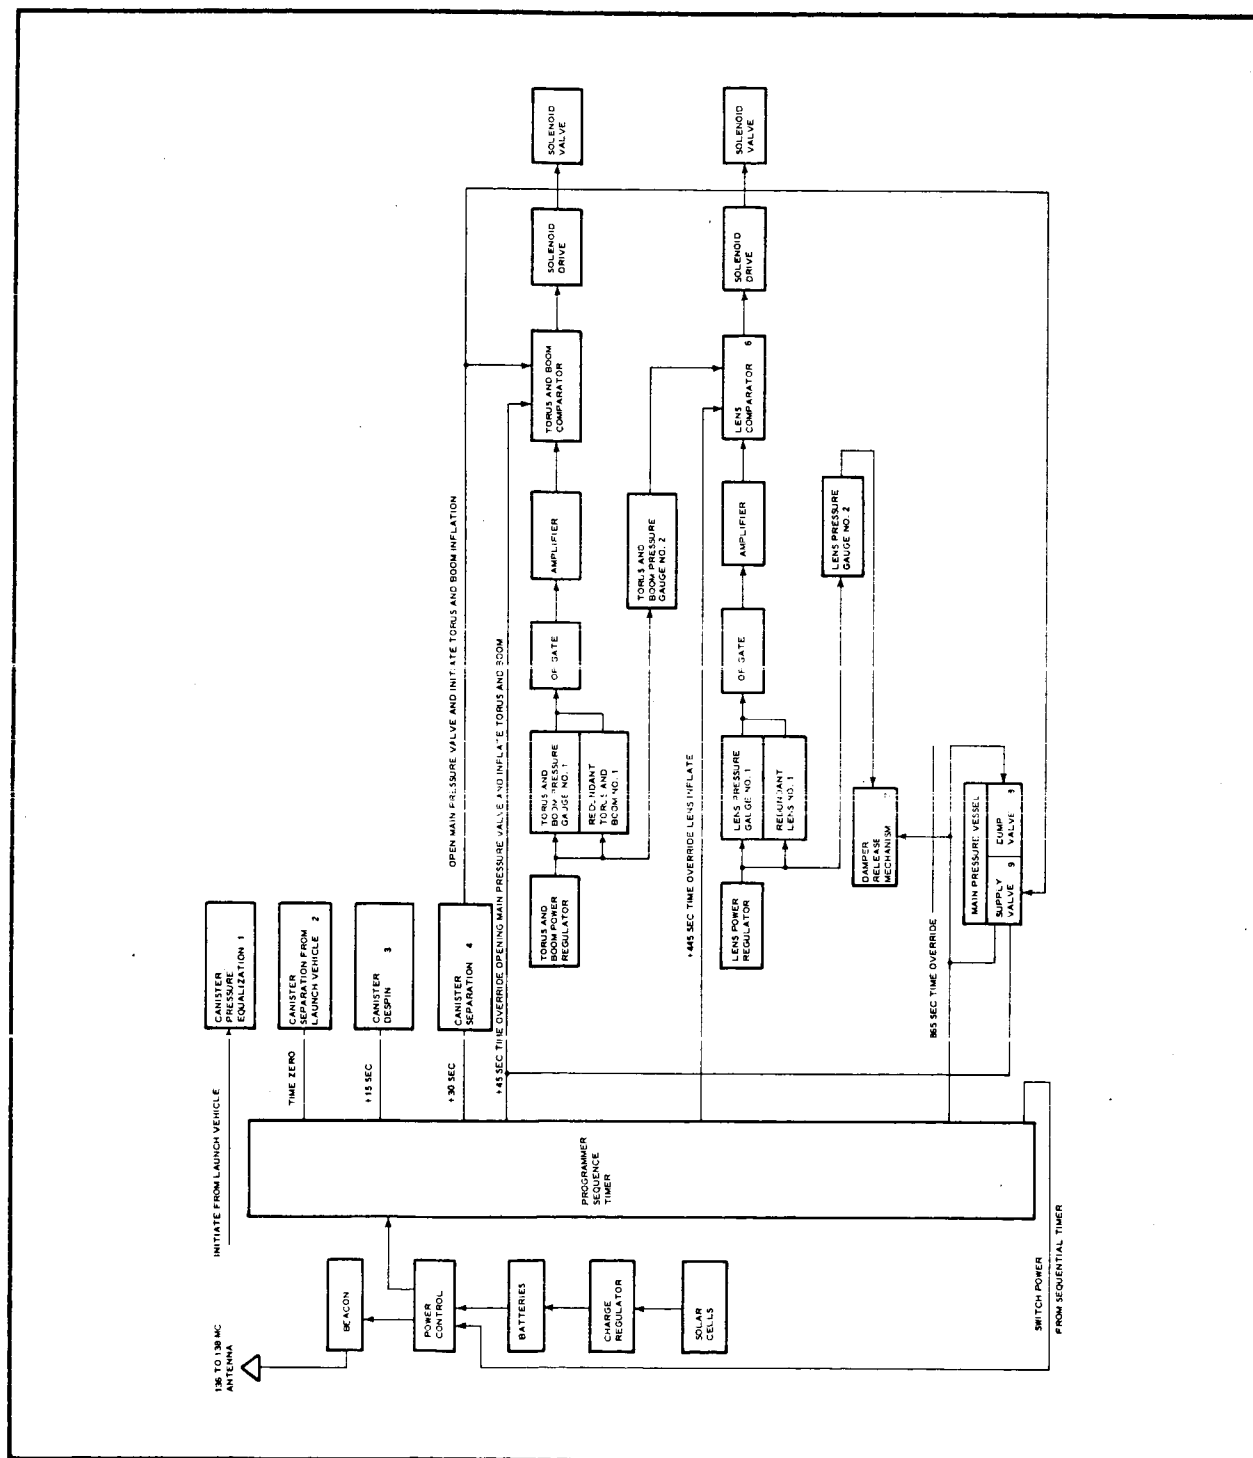 136 TO 138 MC
ANTENNA
BEACON
POWER
CONTROL
BATTERIES
CHARGE
REGULATOR
SOLAR
CELLS
SWITCH POWER
FROM SEQUENTIAL TIMER
PROGRAMMER
SEQUENCE
TIMER
INITIATE FROM LAUNCH VEHICLE
TIME ZERO
+15 SEC
+30 SEC
CANISTER
PRESSURE
EQUALIZATION 1
CANISTER
SEPARATION FROM
LAUNCH VEHICLE 2
CANISTER
DESPIN 3
CANISTER
SEPARATION 4
OPEN MAIN PRESSURE VALVE AND INITIATE TORUS AND BOOM INFLATION
+45 SEC TIME OVERRIDE OPENING MAIN PRESSURE VALVE AND INFLATE TORUS AND BOOM
TORUS AND
BOOM POWER
REGULATOR
TORUS AND
BOOM PRESSURE
GAUGE NO. 1
REDUNDANT
TORUS AND
BOOM NO. 1
GATE
AMPLIFIER
TORUS AND BOOM
COMPARATOR
SOLENOID
DRIVE
SOLENOID
VALVE
TORUS AND
BOOM PRESSURE
GAUGE NO. 2
+445 SEC TIME OVERRIDE LENS INFLATE
LENS POWER
REGULATOR
LENS PRESSURE
GAUGE NO. 1
REDUNDANT
LENS NO. 1
GATE
AMPLIFIER
LENS
COMPARATOR 6
SOLENOID
DRIVE
SOLENOID
VALVE
LENS PRESSURE
GAUGE NO. 2
DAMPER
RELEASE
MECHANISM
865 SEC TIME OVERRIDE
MAIN PRESSURE VESSEL
SUPPLY
VALVE 9
DUMP
VALVE